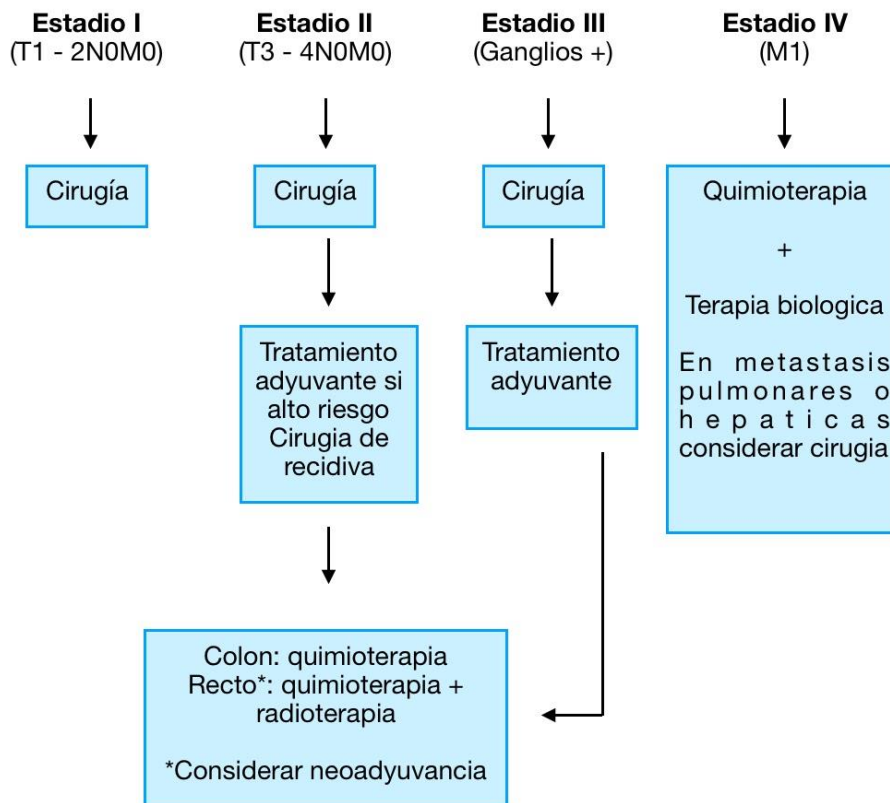 Estadio I
(T1 - 2N0M0)
Estadio II
(T3 - 4N0M0)
Estadio III
(Ganglios +)
Estadio IV
(M1)
Cirugía
Cirugía
Cirugía
Quimioterapia
+
Terapia biologica
En metastasis
pulmonares o
hepaticas
considerar cirugia
Tratamiento
adyuvante si
alto riesgo
Cirugia de
recidiva
Tratamiento
adyuvante
Colon: quimioterapia
Recto*: quimioterapia +
radioterapia
*Considerar neoadyuvancia